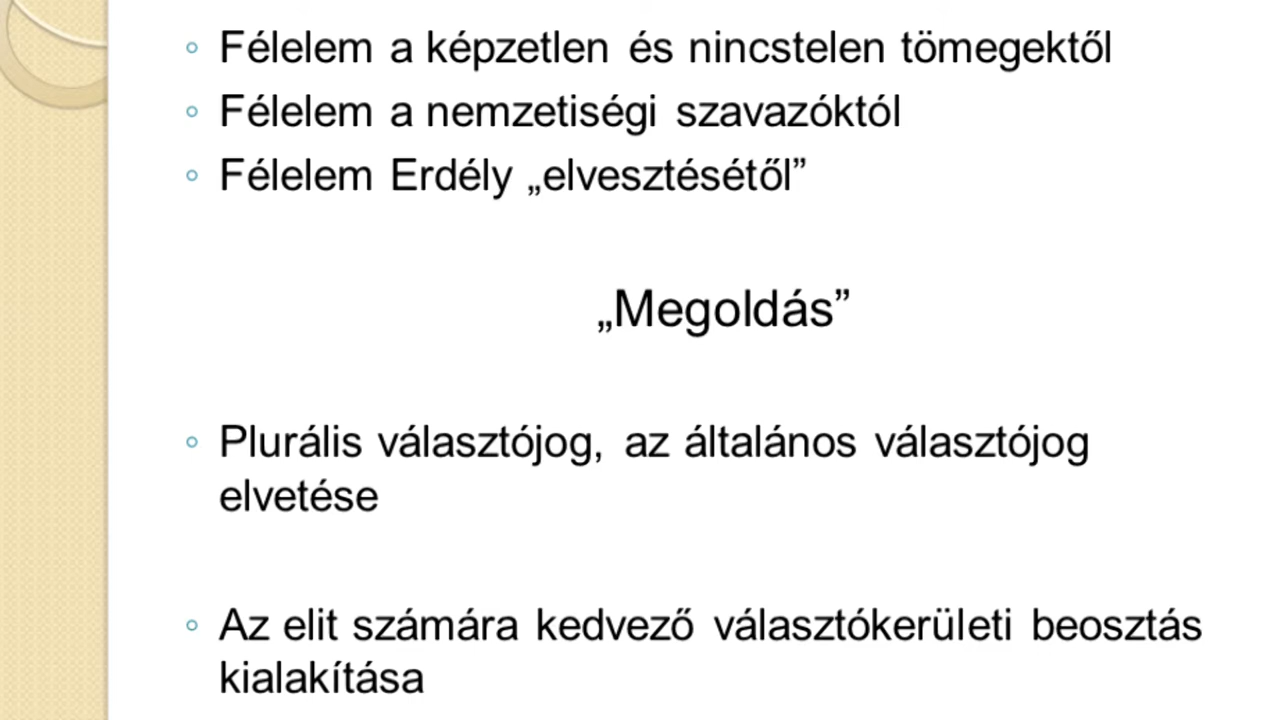 ◦ Félelem a képzetlen és nincstelen tömegektől
◦ Félelem a nemzetiségi szavazóktól
◦ Félelem Erdély „elvesztésétől”
„Megoldás”
◦ Plurális választójog, az általános választójog
elvetése
◦ Az elit számára kedvező választókerületi beosztás
kialakítása